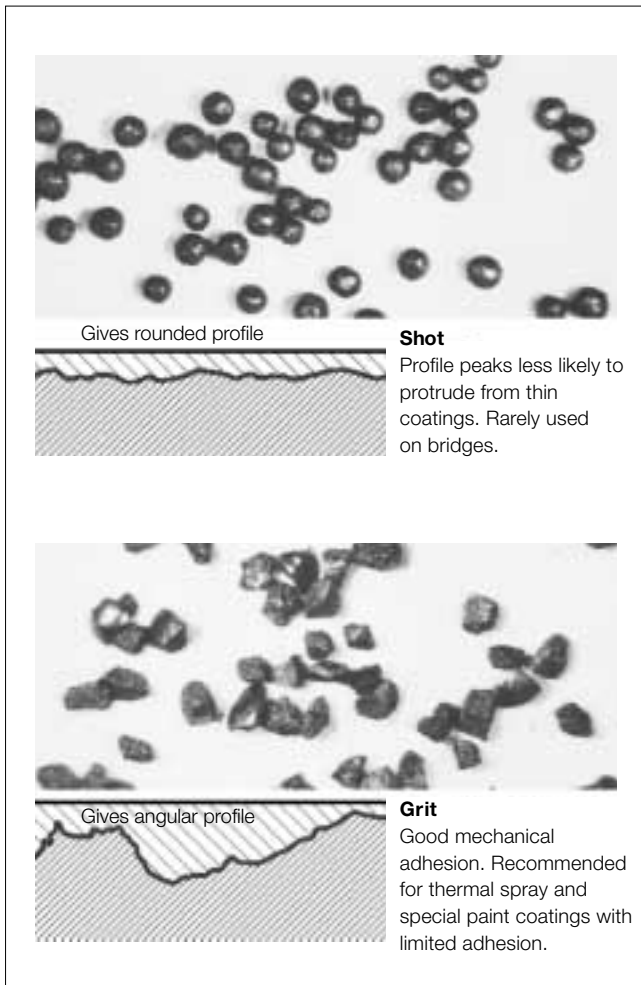 Gives rounded profile
Shot
Profile peaks less likely to
protrude from thin
coatings. Rarely used
on bridges.
Gives angular profile
Grit
Good mechanical
adhesion. Recommended
for thermal spray and
special paint coatings with
limited adhesion.